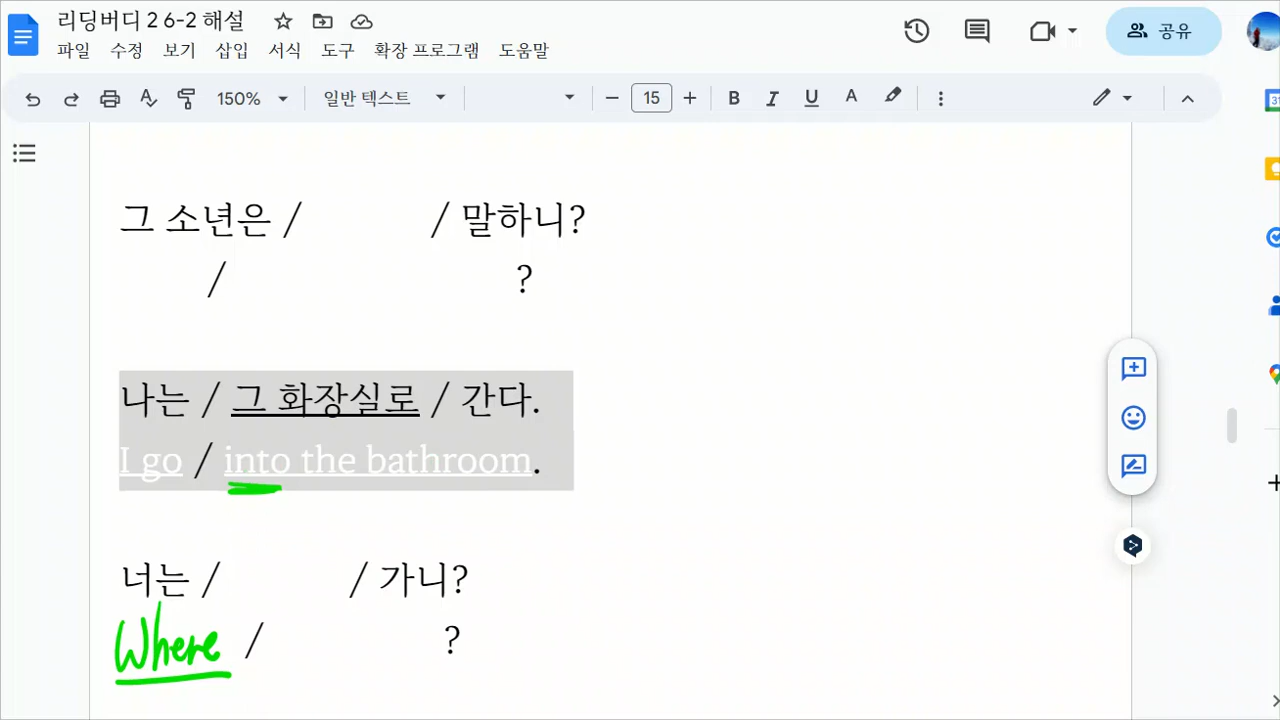 리딩버디 2 6-2 해설
파일 수정 보기 삽입 서식 도구 확장 프로그램 도움말
공유
150% 일반 텍스트 15 B I U A
31
그 소년은 / / 말하니?
/ ?
나는 / 그 화장실로 / 간다.
I go / into the bathroom.
너는 / / 가니?
Where / ?